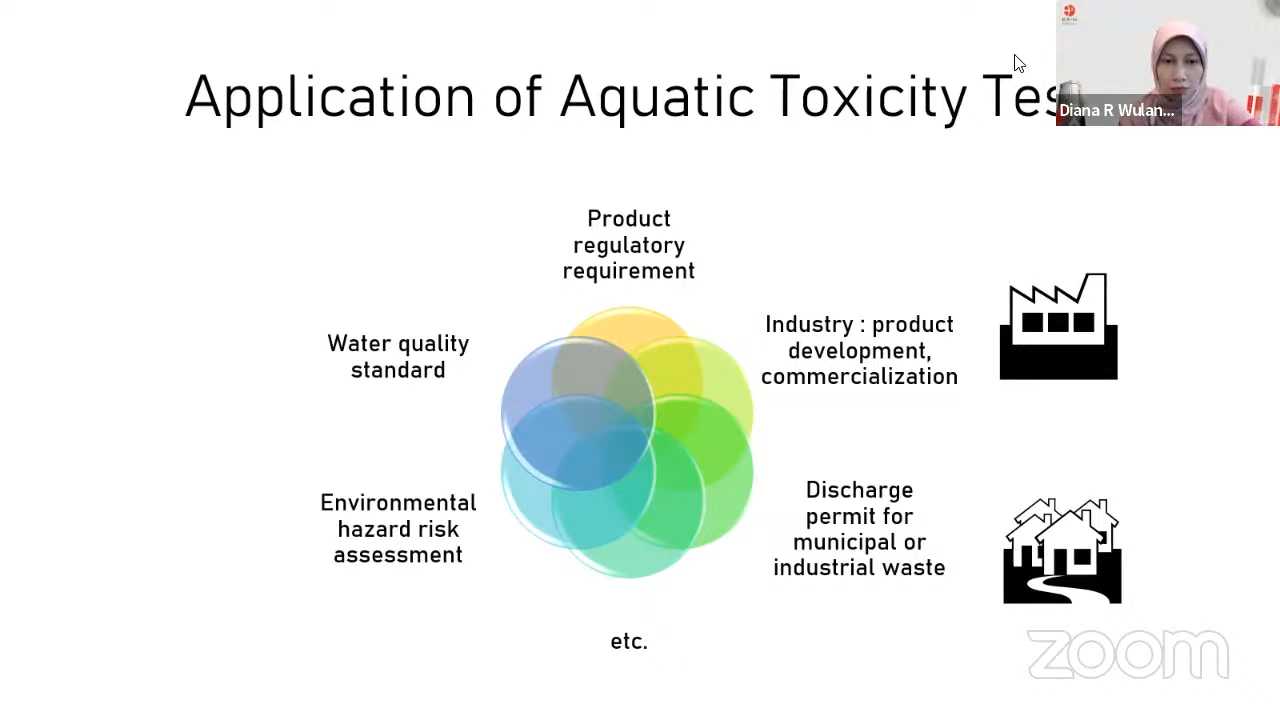 Application of Aquatic Toxicity Tes
Diana R Wulan...
Product
regulatory
requirement
Industry : product
development,
commercialization
Water quality
standard
Discharge
permit for
municipal or
industrial waste
Environmental
hazard risk
assessment
etc.
zoom